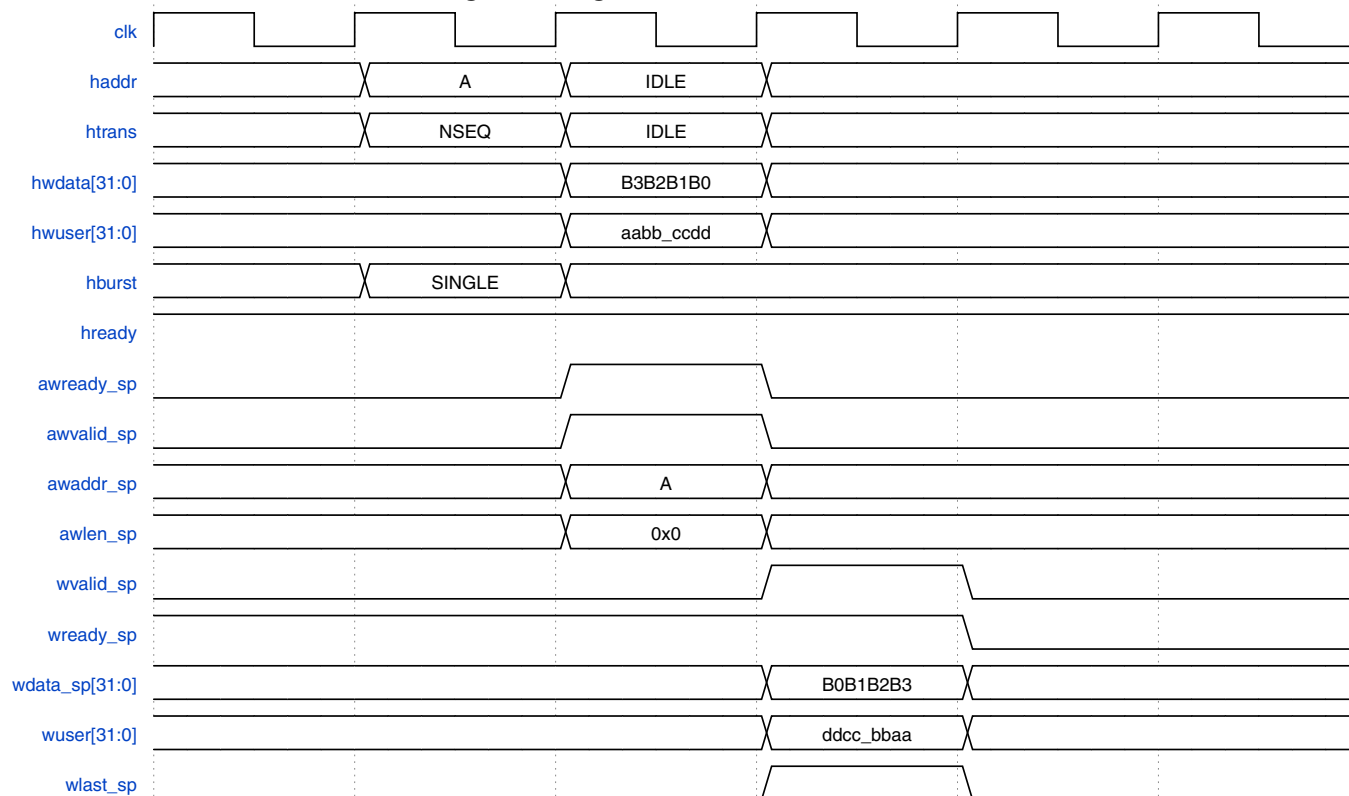 clk
haddr A IDLE
htrans NSEQ IDLE
hwdata[31:0] B3B2B1B0
hwuser[31:0] aabb_ccdd
hburst SINGLE
hready
awready_sp
awvalid_sp
awaddr_sp A
awlen_sp 0x0
wvalid_sp
wready_sp
wdata_sp[31:0] B0B1B2B3
wuser[31:0] ddcc_bbaa
wlast_sp